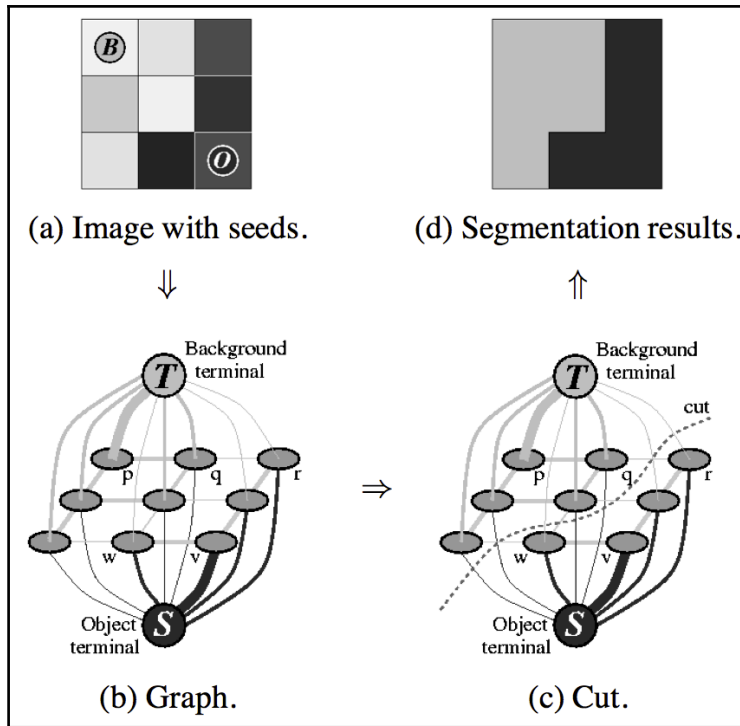 B
O
(a) Image with seeds.
(d) Segmentation results.
⇓
⇑
Background
terminal
T
p
q
r
w
v
Object
terminal
S
(b) Graph.
⇒
Background
terminal
T
cut
p
q
r
w
v
Object
terminal
S
(c) Cut.